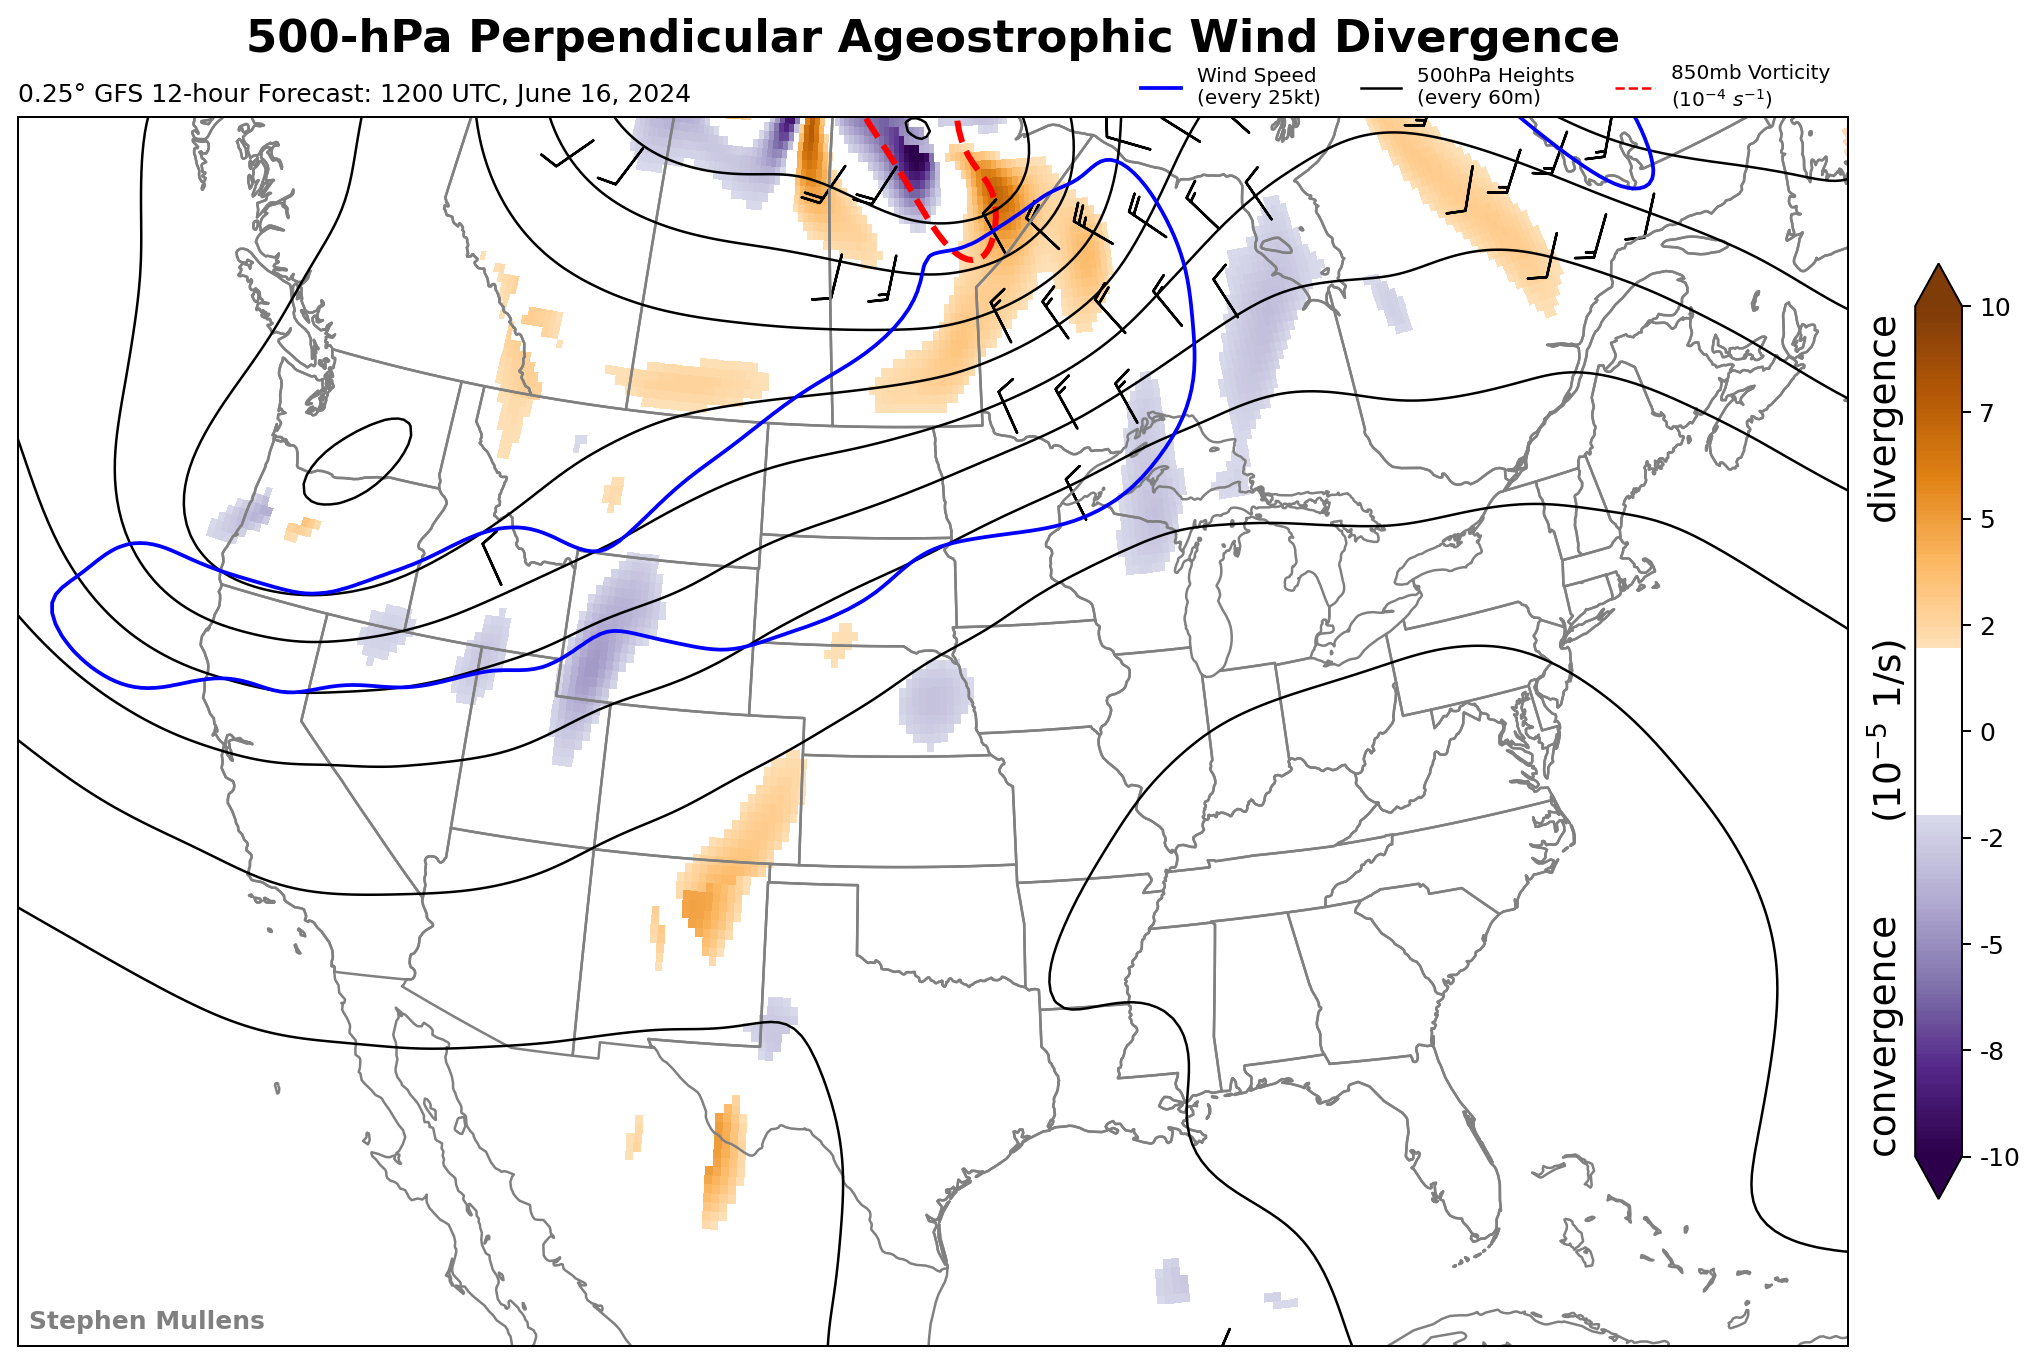 500-hPa Perpendicular Ageostrophic Wind Divergence
0.25° GFS 12-hour Forecast: 1200 UTC, June 16, 2024
Wind Speed
(every 25kt)
500hPa Heights
(every 60m)
850mb Vorticity
(10⁻⁴ s⁻¹)
10
7
5
2
0
-2
-5
-8
-10
convergence (10⁻⁵ 1/s) divergence
Stephen Mullens